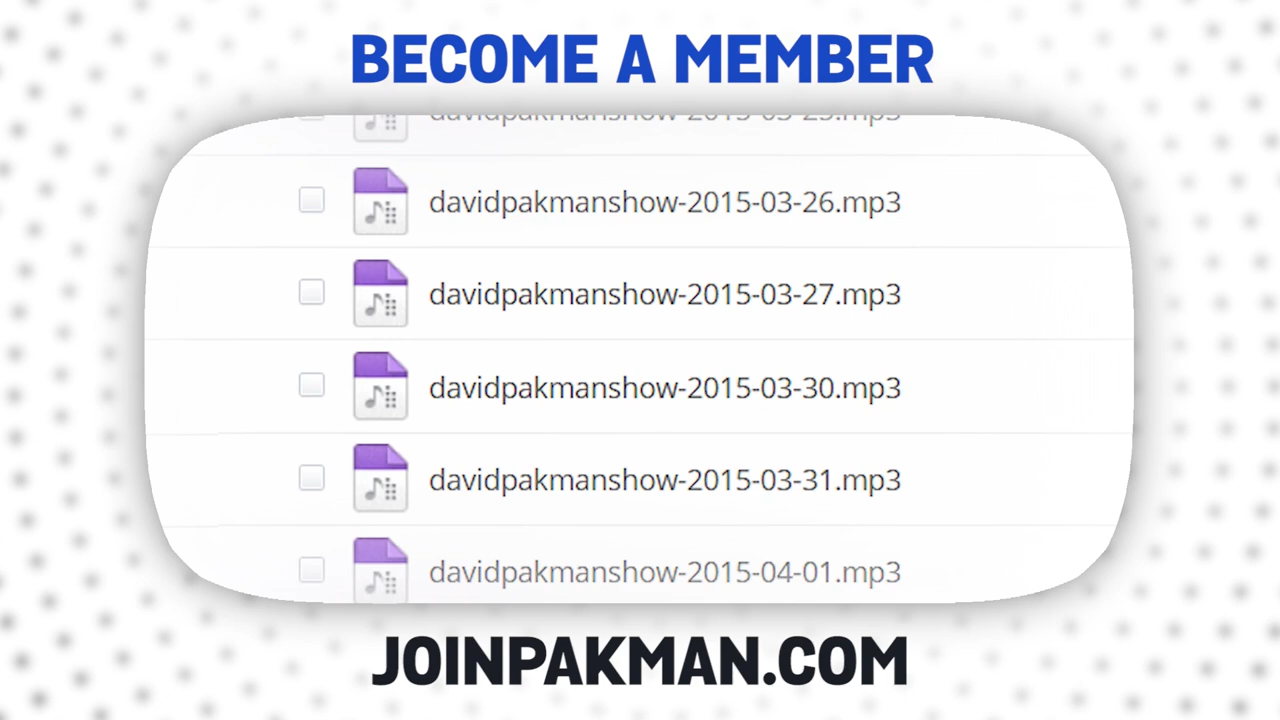 BECOME A MEMBER
davidpakmanshow-2015-03-26.mp3
davidpakmanshow-2015-03-27.mp3
davidpakmanshow-2015-03-30.mp3
davidpakmanshow-2015-03-31.mp3
davidpakmanshow-2015-04-01.mp3
JOINPAKMAN.COM